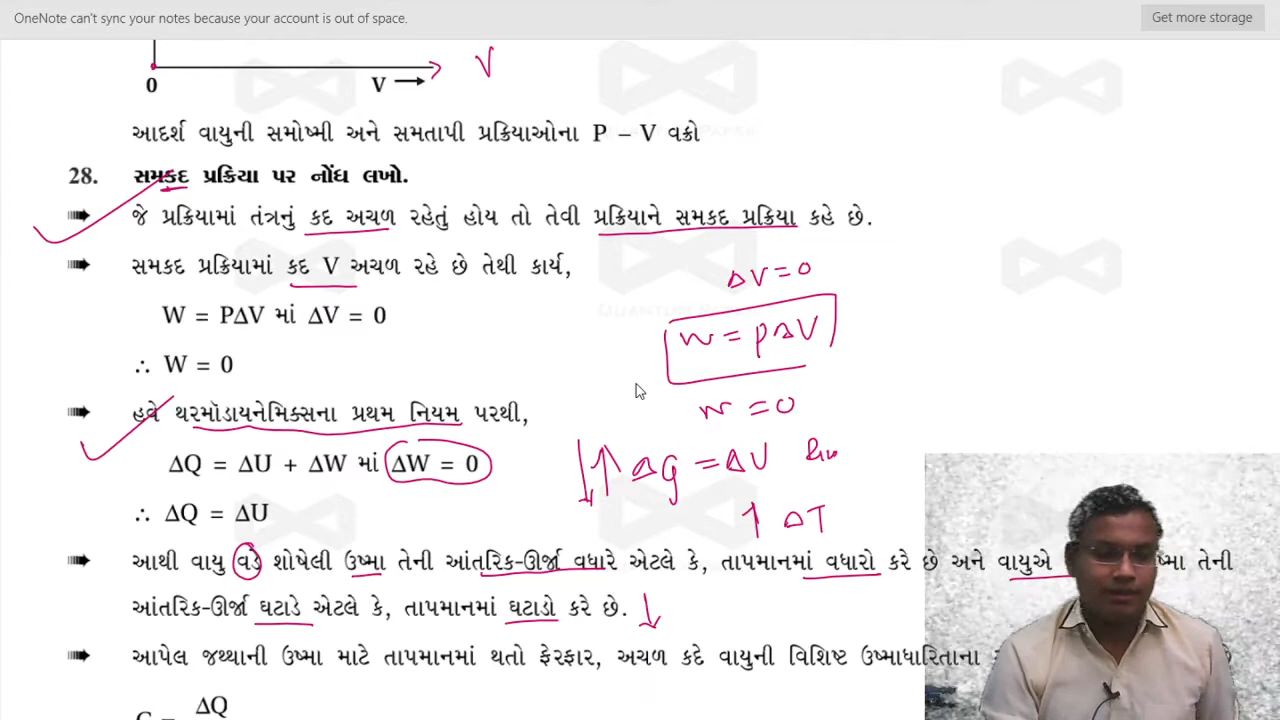 OneNote can't sync your notes because your account is out of space.
Get more storage
V
0
V
આદર્શ વાયુની સમોષ્મી અને સમતાપી પ્રક્રિયાઓના P – V વક્રો
28. સમકદ પ્રક્રિયા પર નોંધ લખો.
જે પ્રક્રિયામાં તંત્રનું કદ અચળ રહેતું હોય તો તેવી પ્રક્રિયાને સમકદ પ્રક્રિયા કહે છે.
સમકદ પ્રક્રિયામાં કદ V અચળ રહે છે તેથી કાર્ય,
ΔV = 0
W = PΔV માં ΔV = 0
W = PΔV
∴ W = 0
W = 0
હવે થરમૉડાયનેમિક્સના પ્રથમ નિયમ પરથી,
ΔQ = ΔU + ΔW માં ΔW = 0
ΔQ = ΔU
∴ ΔQ = ΔU
↑ ΔT
આથી વાયુ વડે શોષેલી ઉષ્મા તેની આંતરિક-ઊર્જા વધારે એટલે કે, તાપમાનમાં વધારો કરે છે અને વાયુએ તેની
આંતરિક-ઊર્જા ઘટાડે એટલે કે, તાપમાનમાં ઘટાડો કરે છે.
આપેલ જથ્થાની ઉષ્મા માટે તાપમાનમાં થતો ફેરફાર, અચળ કદે વાયુની વિશિષ્ટ ઉષ્માધારિતાના
ΔQ